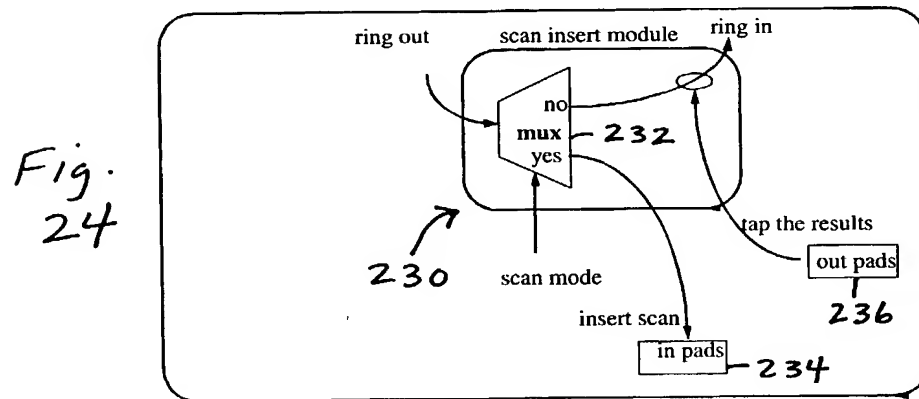 ring out
scan insert module
ring in
no
mux
232
yes
Fig.
24
tap the results
230
scan mode
out pads
236
insert scan
in pads
234